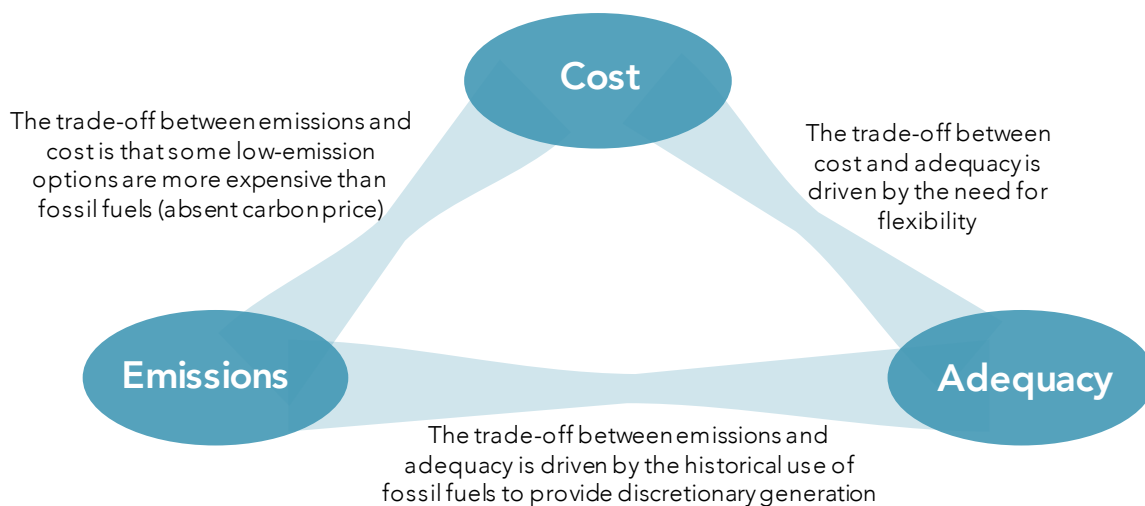 Cost
The trade-off between emissions and
cost is that some low-emission
options are more expensive than
fossil fuels (absent carbon price)
The trade-off between
cost and adequacy is
driven by the need for
flexibility
Emissions
Adequacy
The trade-off between emissions and
adequacy is driven by the historical use of
fossil fuels to provide discretionary generation